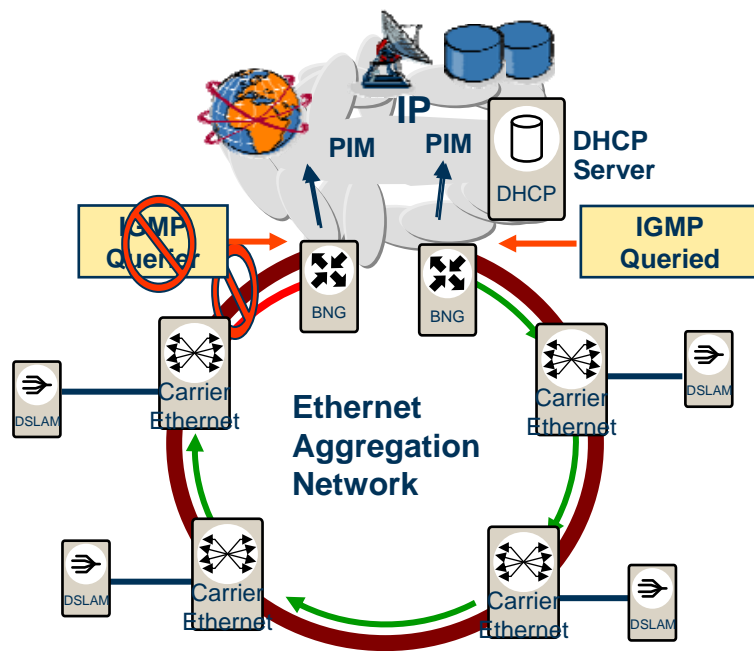 IP
PIM
PIM
DHCP
Server
DHCP
IGMP
Querier
IGMP
Queried
BNG
BNG
Carrier
Ethernet
Carrier
Ethernet
DSLAM
DSLAM
Ethernet
Aggregation
Network
Carrier
Ethernet
Carrier
Ethernet
DSLAM
DSLAM